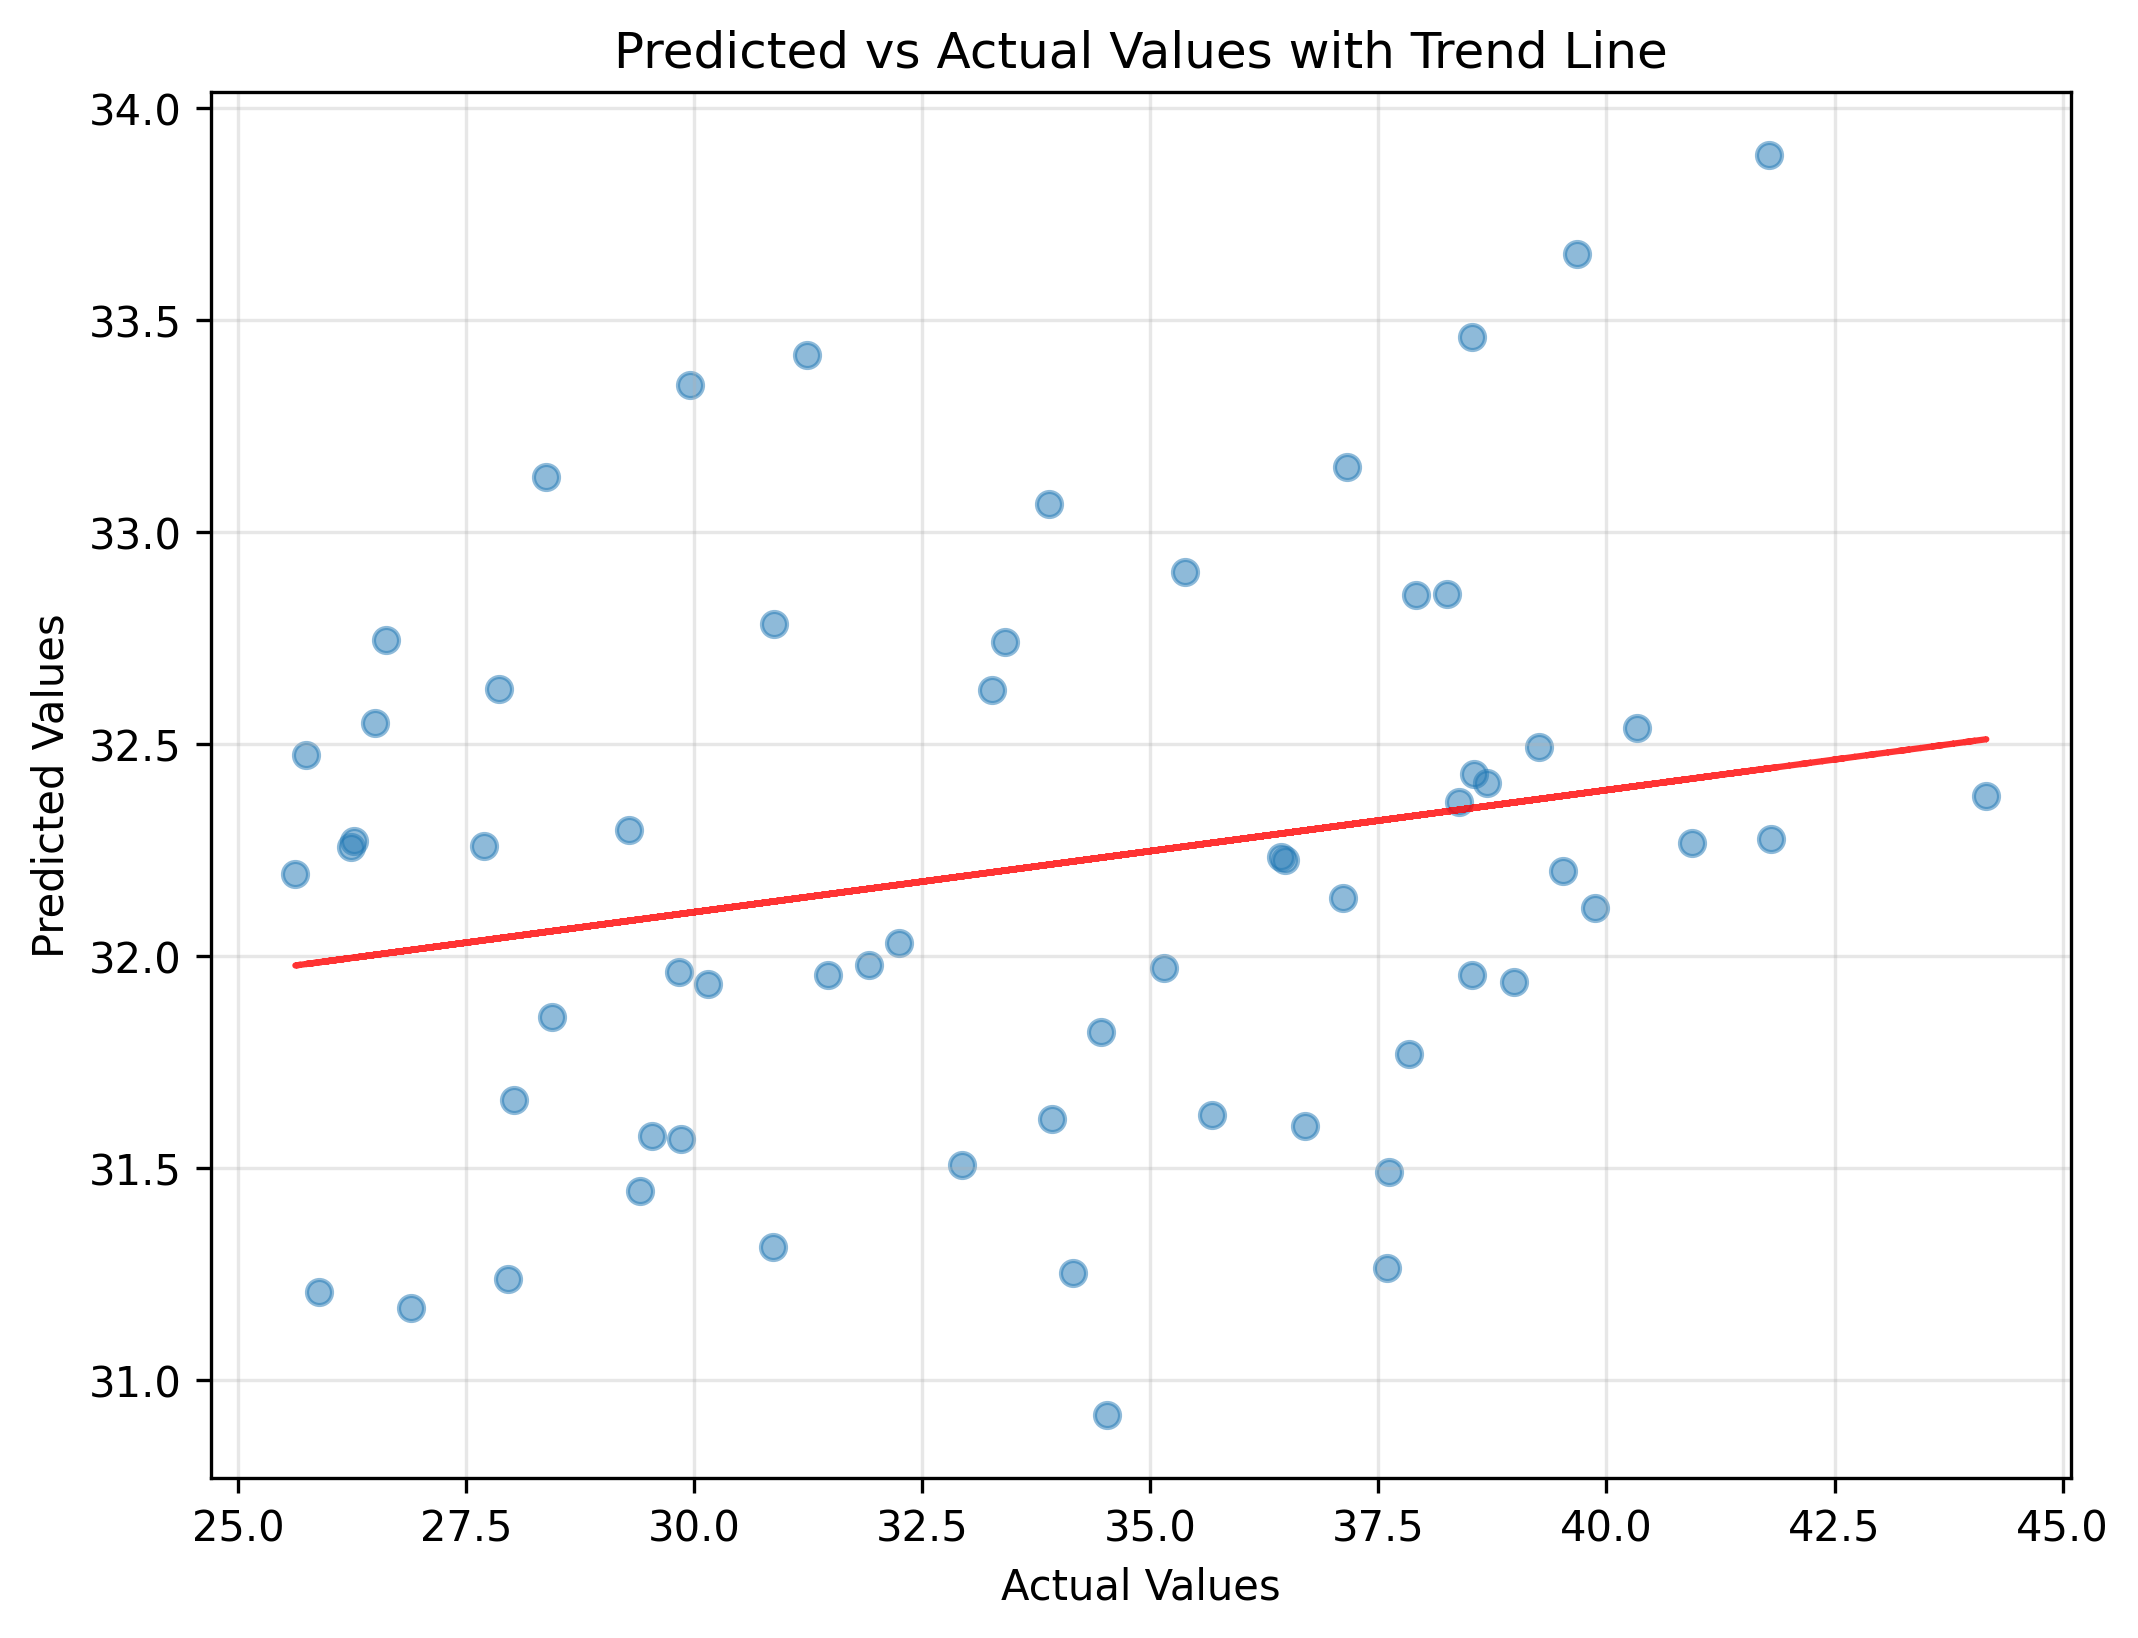 Predicted vs Actual Values with Trend Line
34.0
33.5
33.0
32.5
32.0
31.5
31.0
Predicted Values
25.0 27.5 30.0 32.5 35.0 37.5 40.0 42.5 45.0
Actual Values